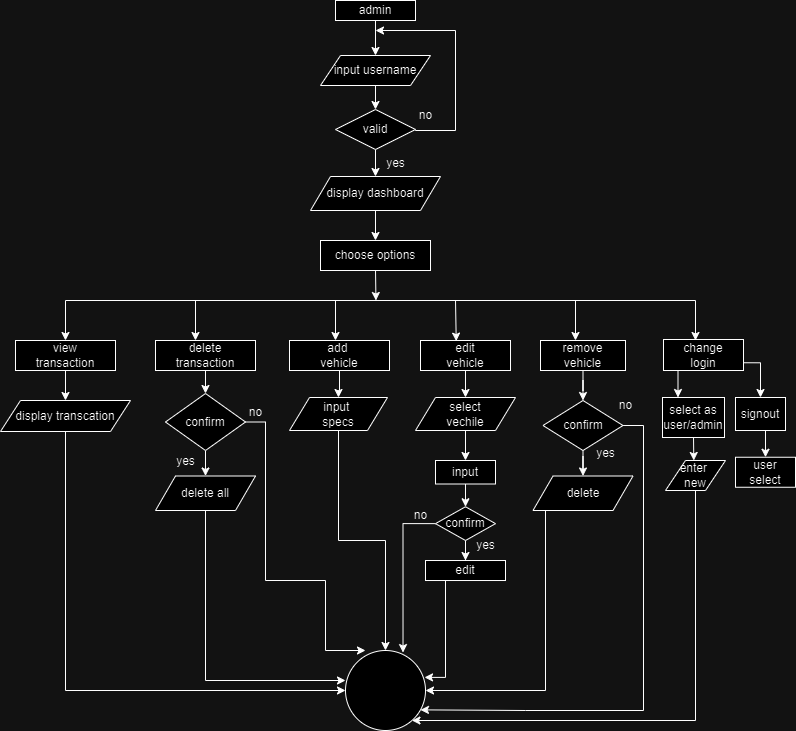 admin
input username
valid
no
yes
display dashboard
choose options
view
transaction
delete
transaction
add
vehicle
edit
vehicle
remove
vehicle
change
login
display transcation
confirm
no
yes
delete all
input
specs
select
vechile
input
no
confirm
yes
edit
confirm
no
yes
delete
select as
user/admin
enter
new
signout
user
select